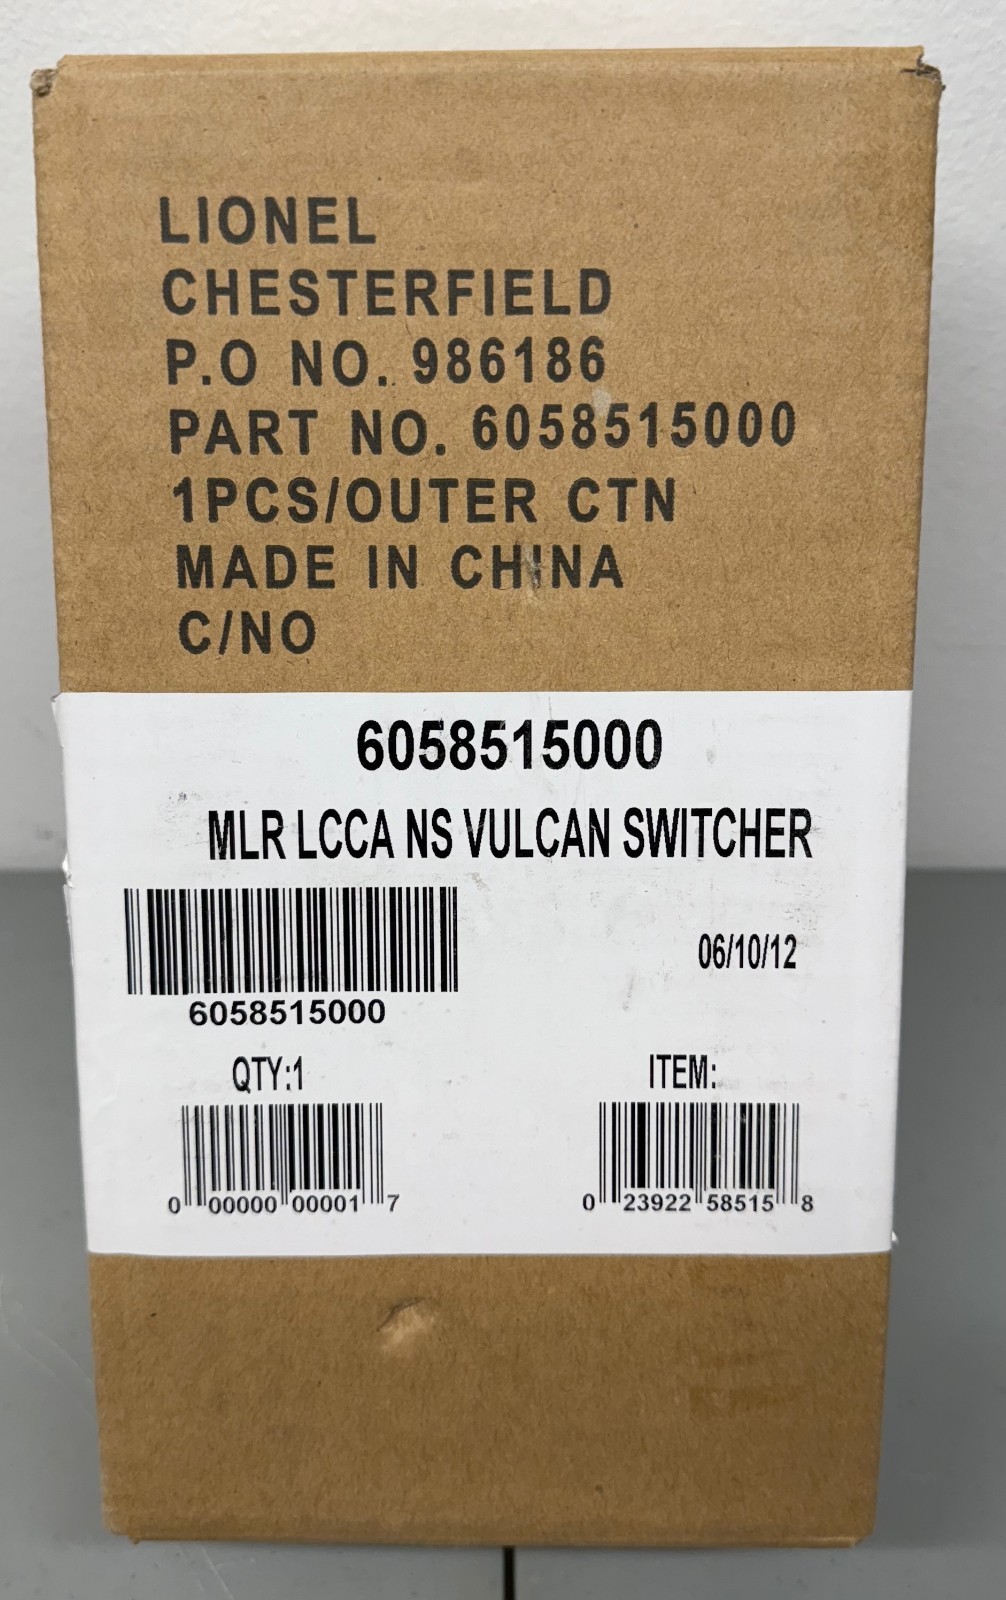 LIONEL
CHESTERFIELD
P.O NO. 986186
PART NO. 6058515000
1PCS/OUTER CTN
MADE IN CHINA
C/NO
6058515000
MLR LCCA NS VULCAN SWITCHER
06/10/12
6058515000
QTY:1 ITEM:
0 00000 00001 7 0 23922 58515 8